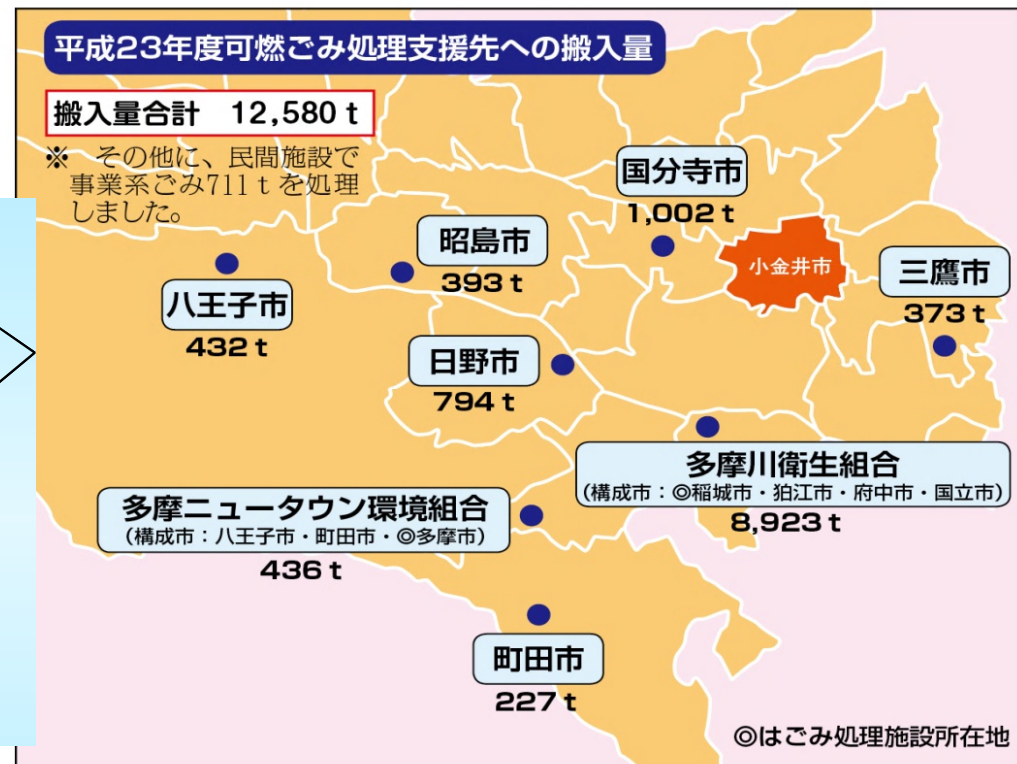 平成23年度可燃ごみ処理支援先への搬入量
搬入量合計 12,580 t
※ その他に、民間施設で
事業系ごみ711 t を処理
しました。
国分寺市
1,002 t
昭島市
393 t
小金井市
三鷹市
373 t
八王子市
432 t
日野市
794 t
多摩川衛生組合
(構成市：◎稲城市・狛江市・府中市・国立市)
8,923 t
多摩ニュータウン環境組合
(構成市：八王子市・町田市・◎多摩市)
436 t
町田市
227 t
◎はごみ処理施設所在地